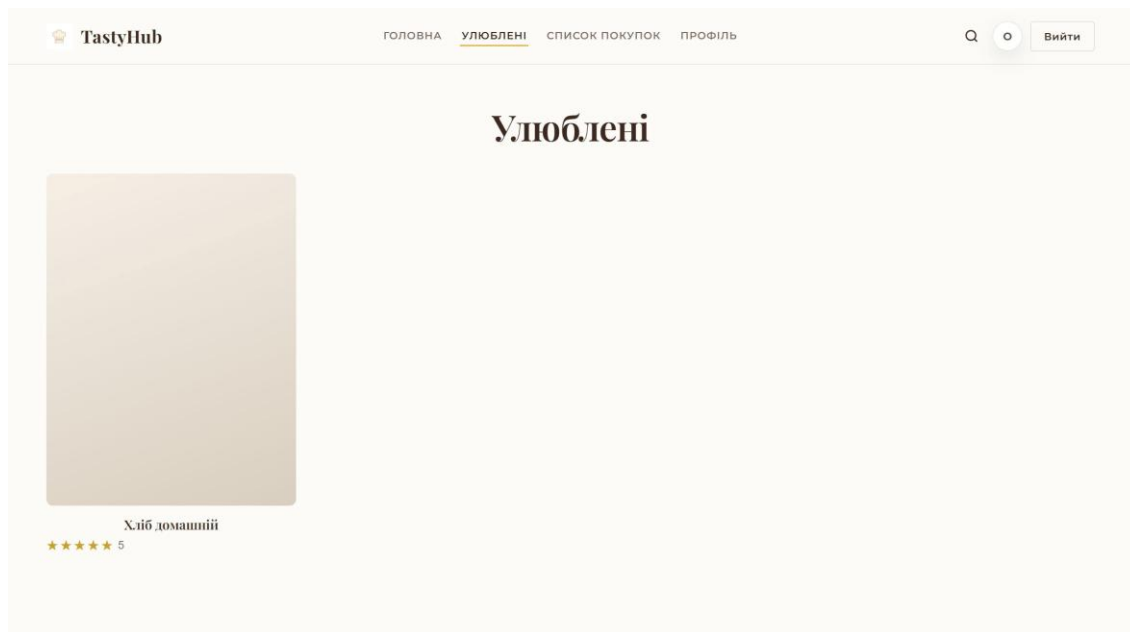 TastyHub
ГОЛОВНА УЛЮБЛЕНІ СПИСОК ПОКУПОК ПРОФІЛЬ
О Вийти
Улюблені
Хліб домашній
★★★★★ 5